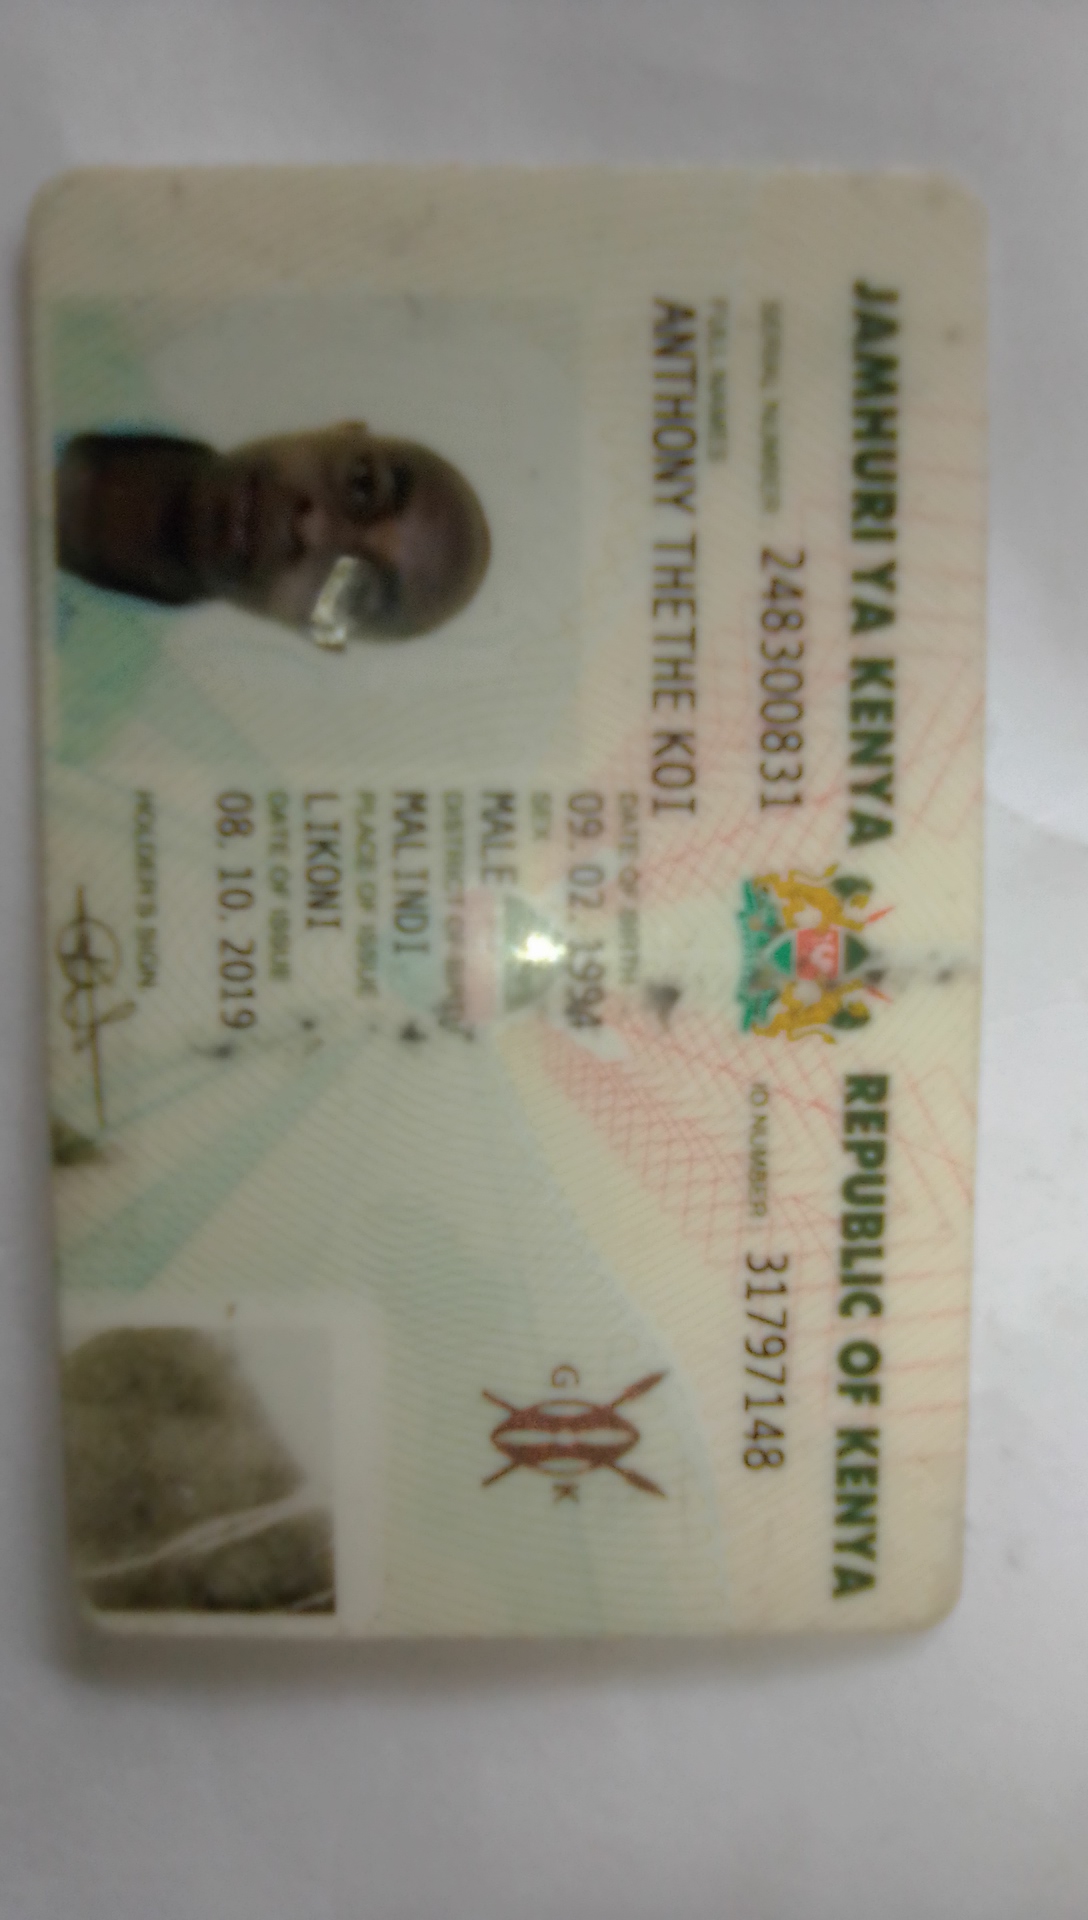 JAMHURI YA KENYA REPUBLIC OF KENYA
SERIAL NUMBER 248300831 ID NUMBER 31797148
FULL NAMES
ANTHONY THETHE KOI
DATE OF BIRTH
09. 02. 1994
SEX
MALE
DISTRICT OF BIRTH
MALINDI
PLACE OF ISSUE
LIKONI
DATE OF ISSUE
08. 10. 2019
HOLDER'S SIGN.
G K